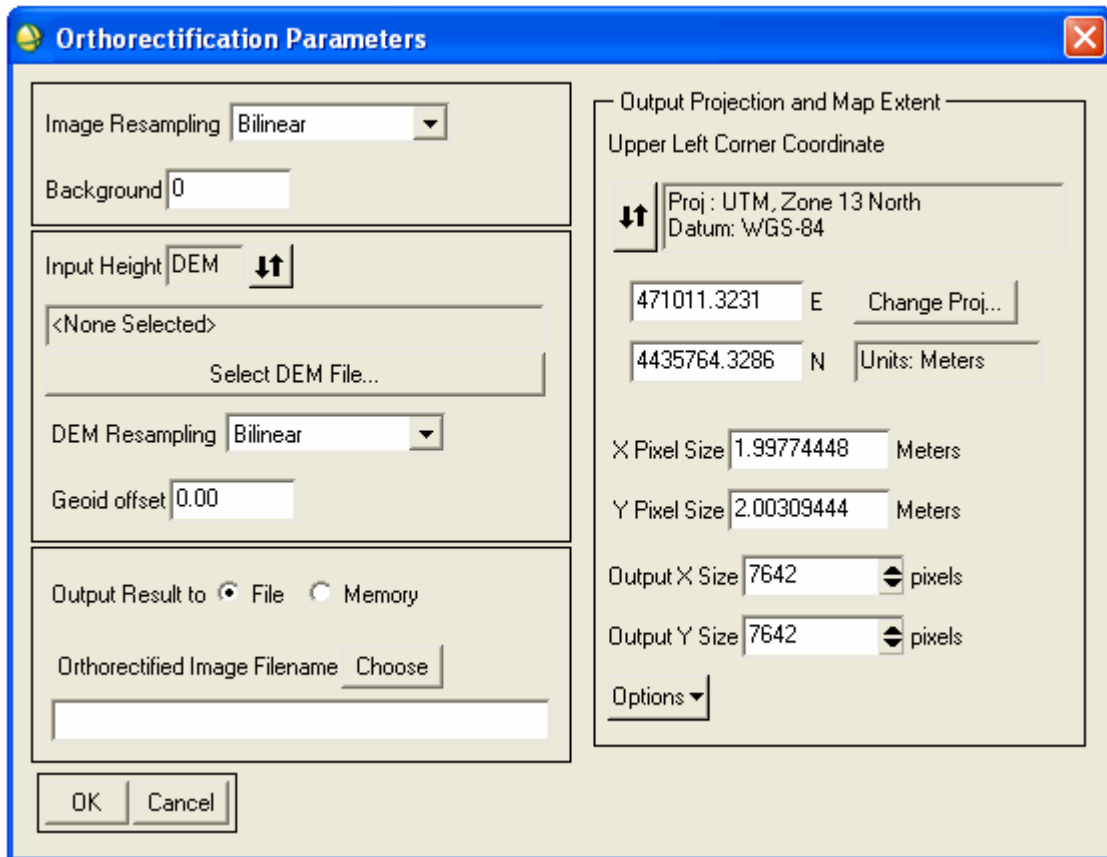 Orthorectification Parameters
Image Resampling Bilinear
Background 0
Input Height DEM
<None Selected>
Select DEM File...
DEM Resampling Bilinear
Geoid offset 0.00
Output Result to File Memory
Orthorectified Image Filename Choose
OK Cancel
Output Projection and Map Extent
Upper Left Corner Coordinate
Proj : UTM, Zone 13 North
Datum: WGS-84
471011.3231 E Change Proj...
4435764.3286 N Units: Meters
X Pixel Size 1.99774448 Meters
Y Pixel Size 2.00309444 Meters
Output X Size 7642 pixels
Output Y Size 7642 pixels
Options